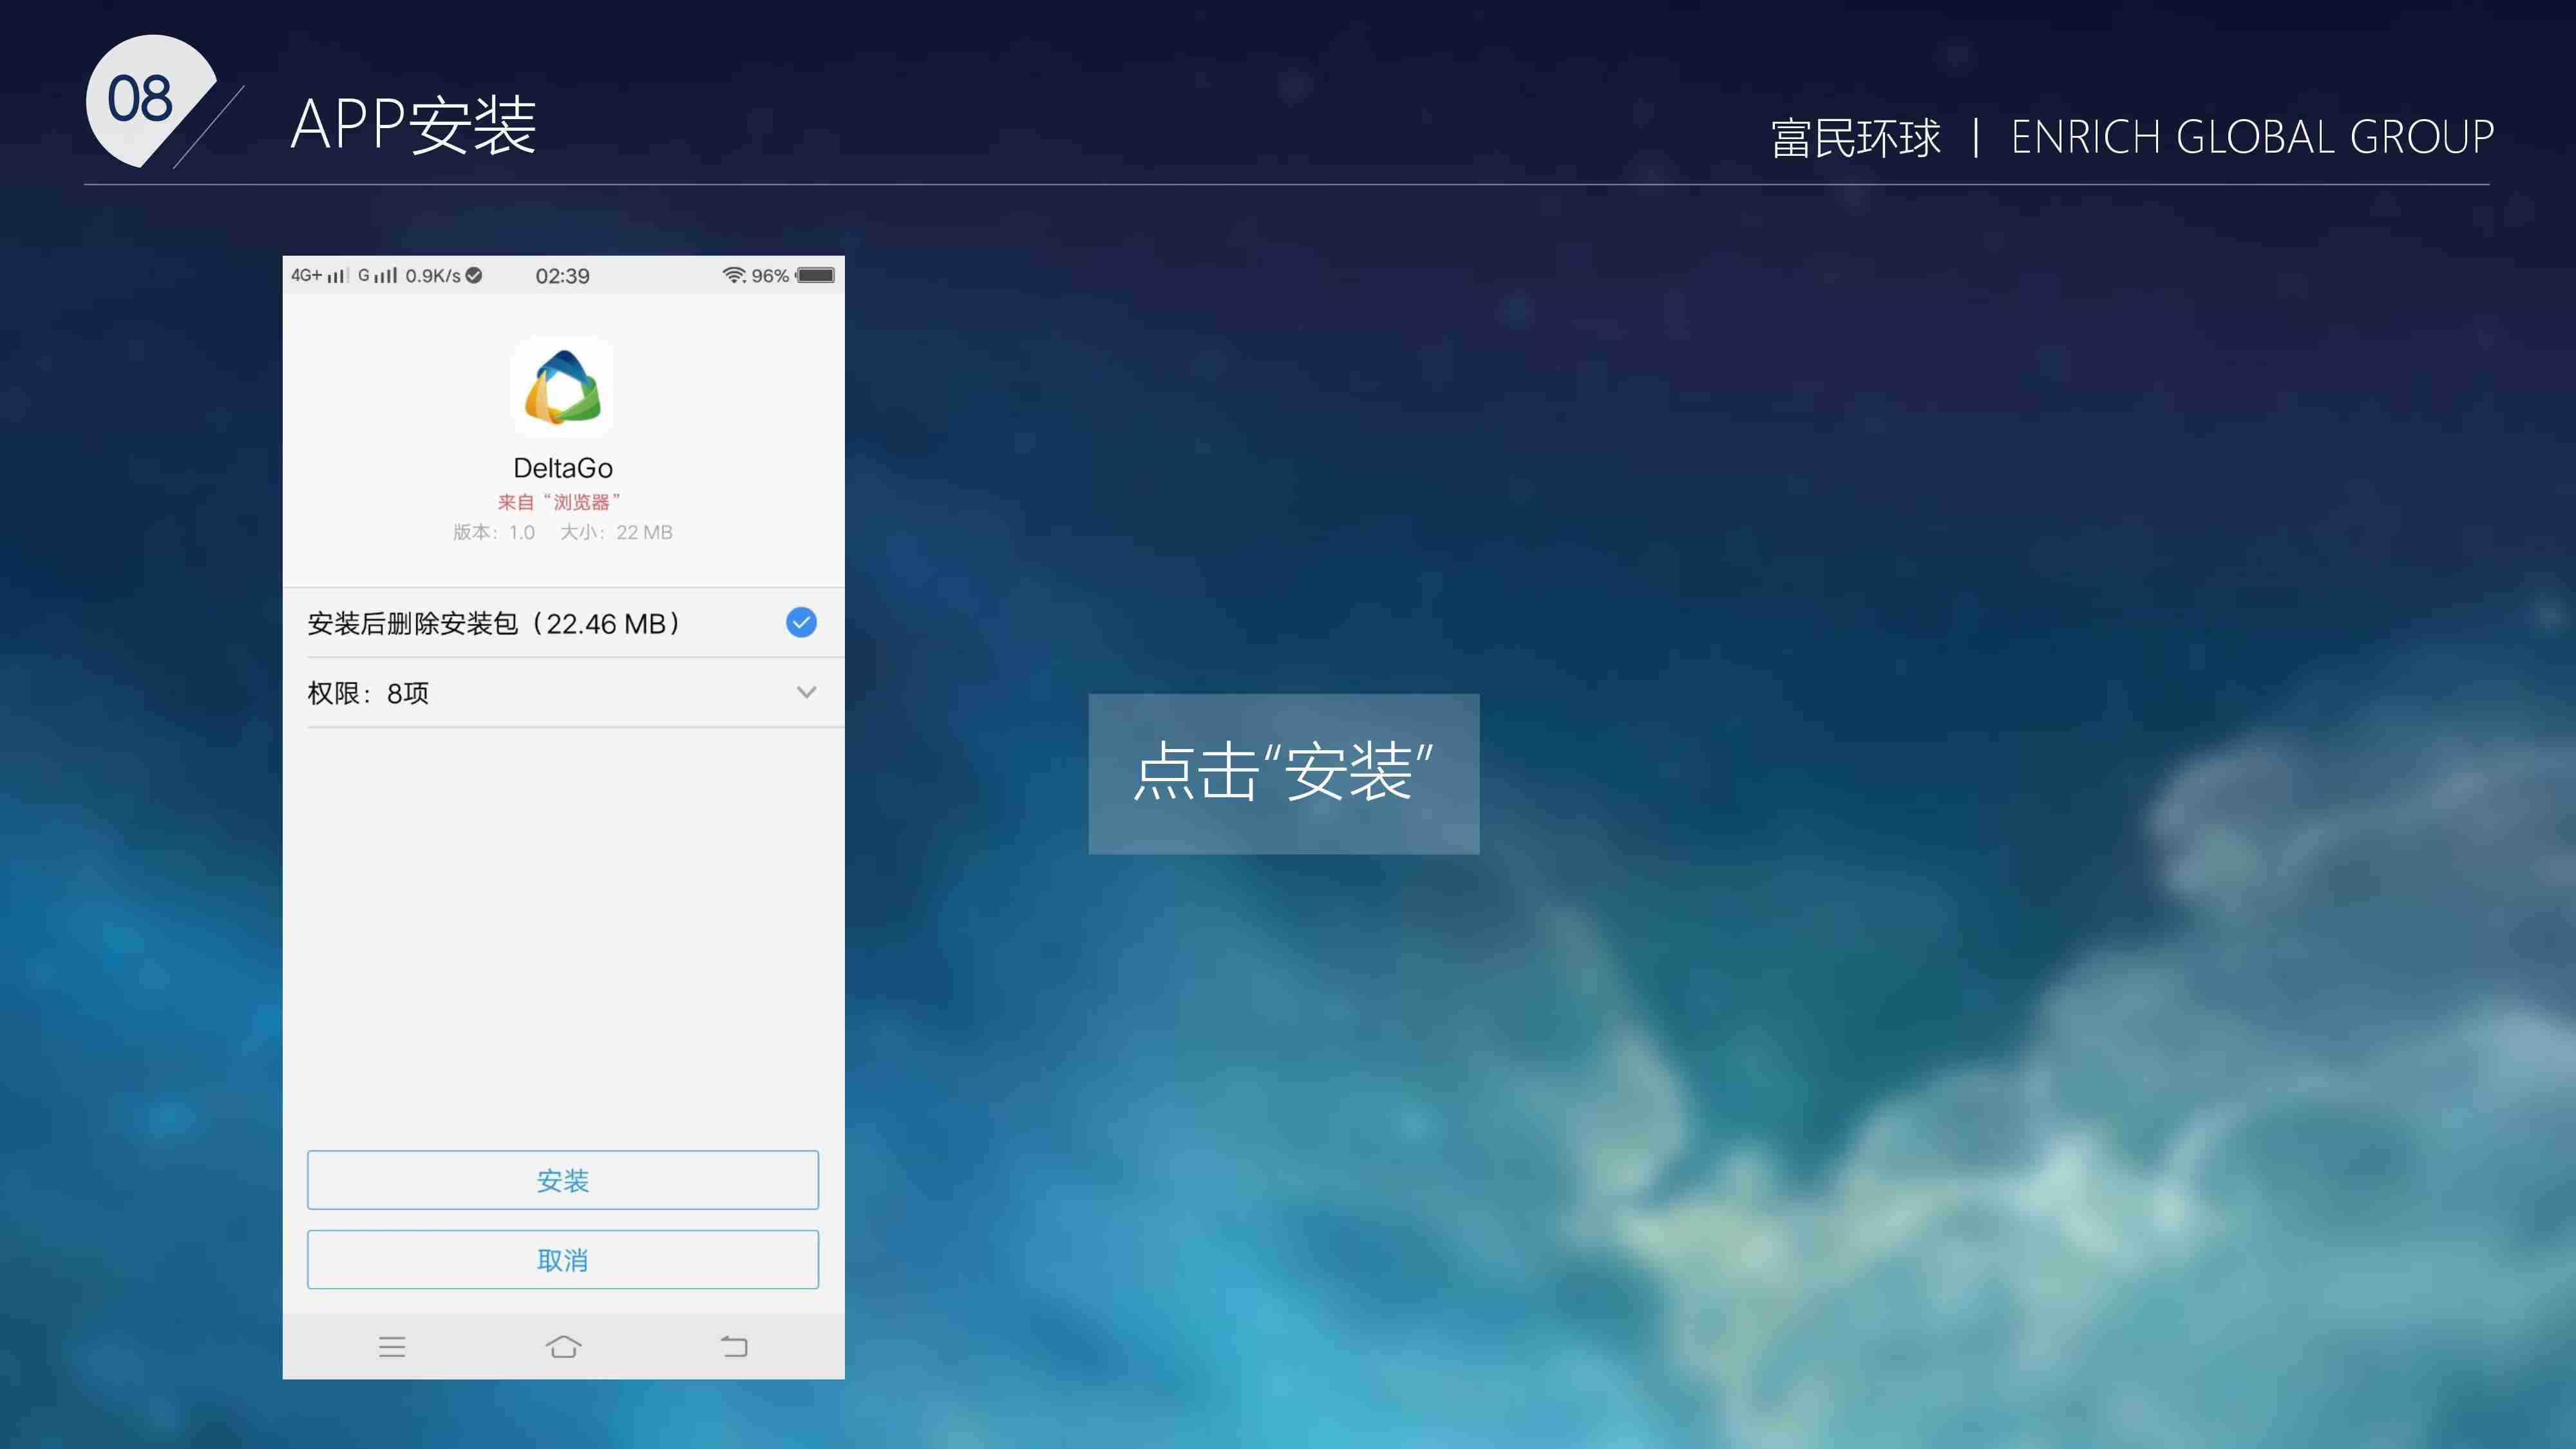 08
APP安装
富民环球 | ENRICH GLOBAL GROUP
4G+ G 0.9K/s 02:39 96%
DeltaGo
来自“浏览器”
版本：1.0 大小：22 MB
安装后删除安装包（22.46 MB）
权限：8项
点击“安装”
安装
取消